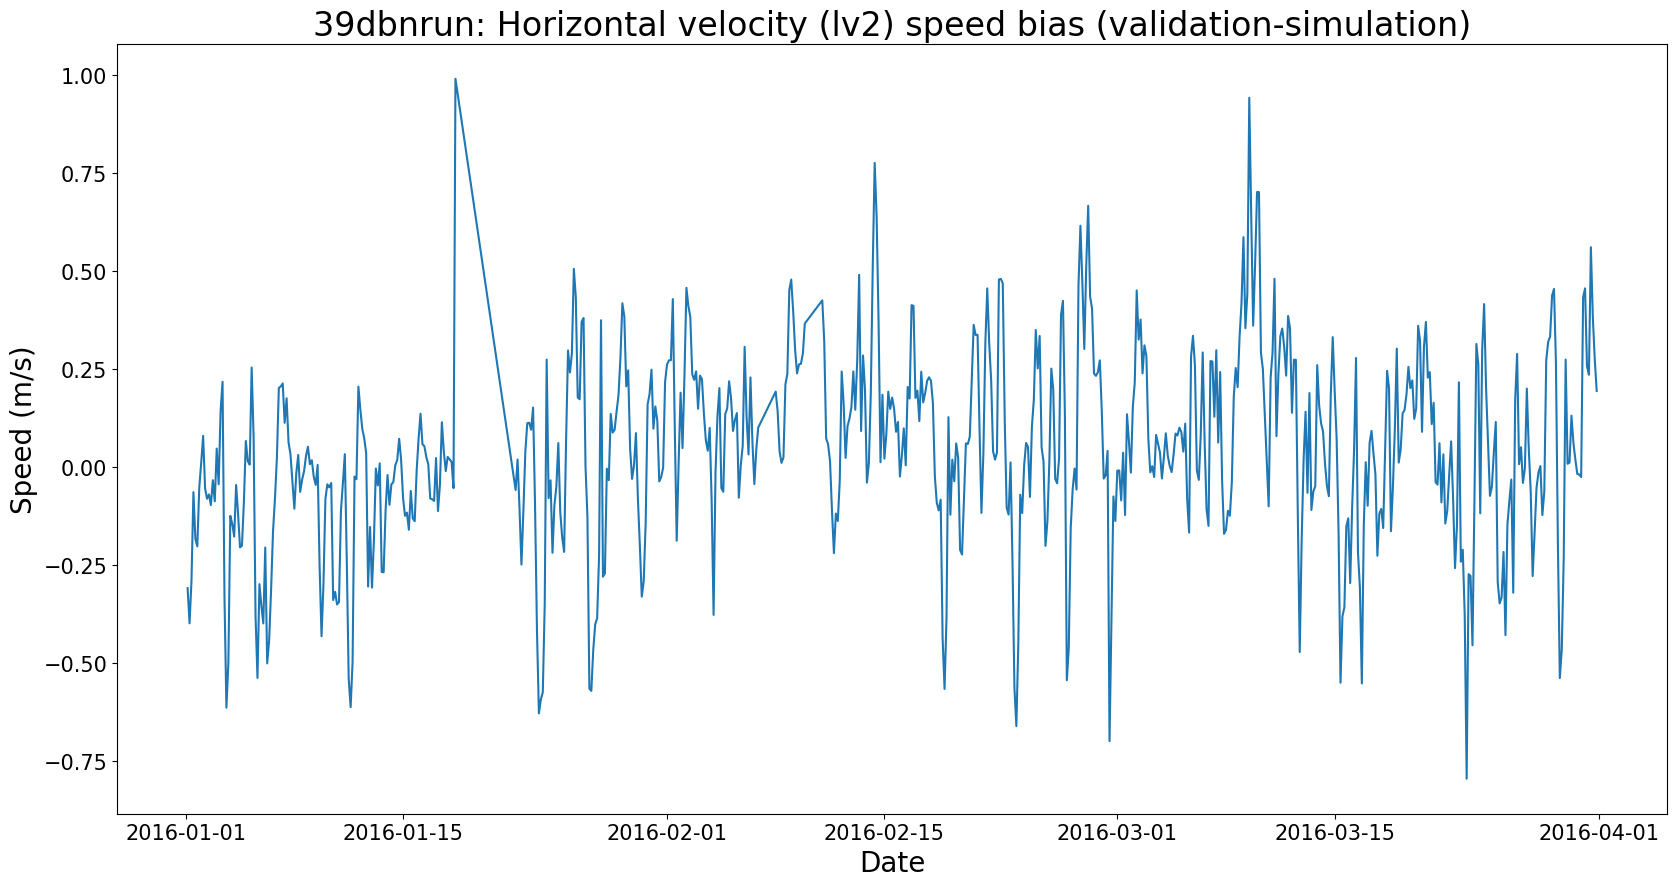 39dbnrun: Horizontal velocity (lv2) speed bias (validation-simulation)
1.00
0.75
0.50
0.25
0.00
−0.25
−0.50
−0.75
Speed (m/s)
2016-01-01 2016-01-15 2016-02-01 2016-02-15 2016-03-01 2016-03-15 2016-04-01
Date